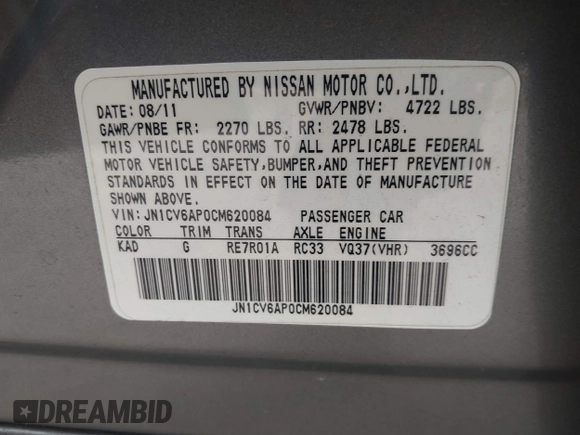 MANUFACTURED BY NISSAN MOTOR CO.,LTD.
DATE: 08/11 GVWR/PNBV: 4722 LBS.
GAWR/PNBE FR: 2270 LBS. RR: 2478 LBS.
THIS VEHICLE CONFORMS TO ALL APPLICABLE FEDERAL
MOTOR VEHICLE SAFETY,BUMPER,AND THEFT PREVENTION
STANDARDS IN EFFECT ON THE DATE OF MANUFACTURE
SHOWN ABOVE.
VIN:JN1CV6AP0CM620084 PASSENGER CAR
COLOR TRIM TRANS AXLE ENGINE
KAD G RE7R01A RC33 VQ37(VHR) 3696CC
JN1CV6AP0CM620084
DREAMBID